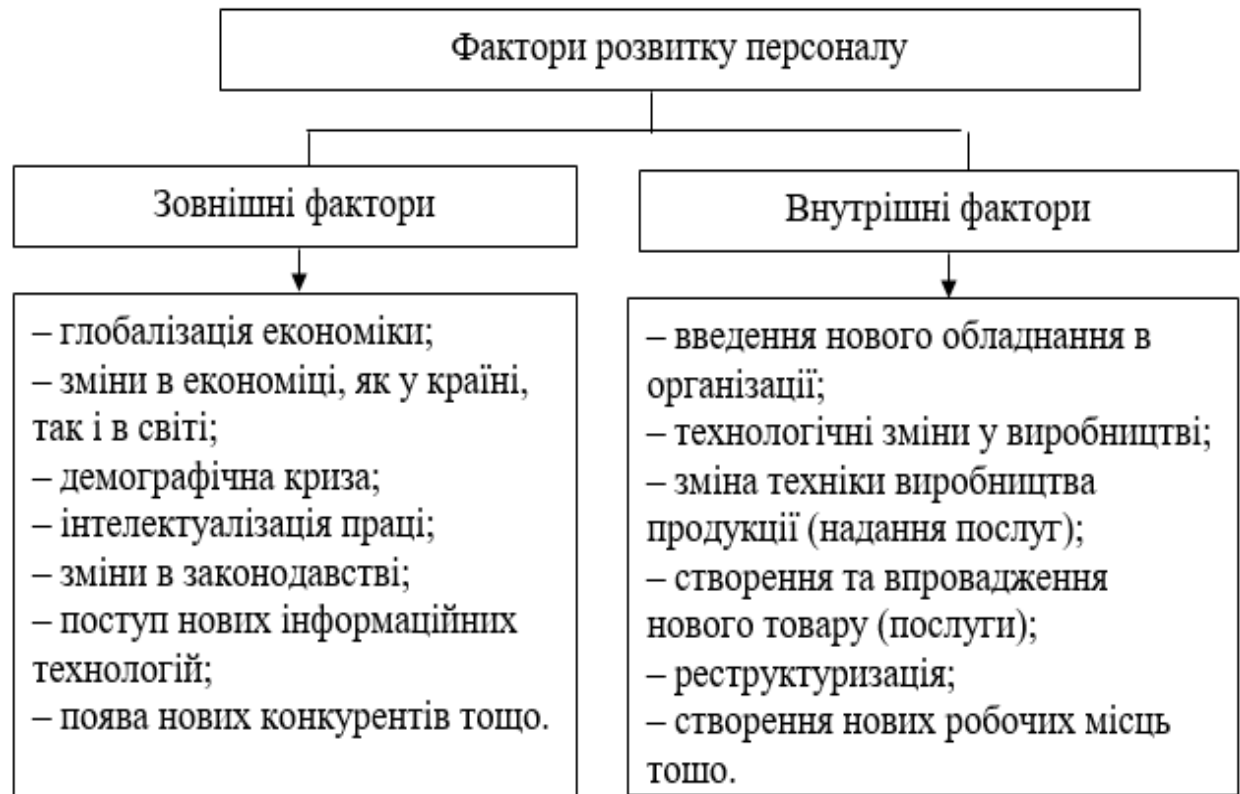 Фактори розвитку персоналу
Зовнішні фактори
Внутрішні фактори
– глобалізація економіки;
– зміни в економіці, як у країні,
так і в світі;
– демографічна криза;
– інтелектуалізація праці;
– зміни в законодавстві;
– поступ нових інформаційних
технологій;
– поява нових конкурентів тощо.
– введення нового обладнання в
організації;
– технологічні зміни у виробництві;
– зміна техніки виробництва
продукції (надання послуг);
– створення та впровадження
нового товару (послуги);
– реструктуризація;
– створення нових робочих місць
тощо.